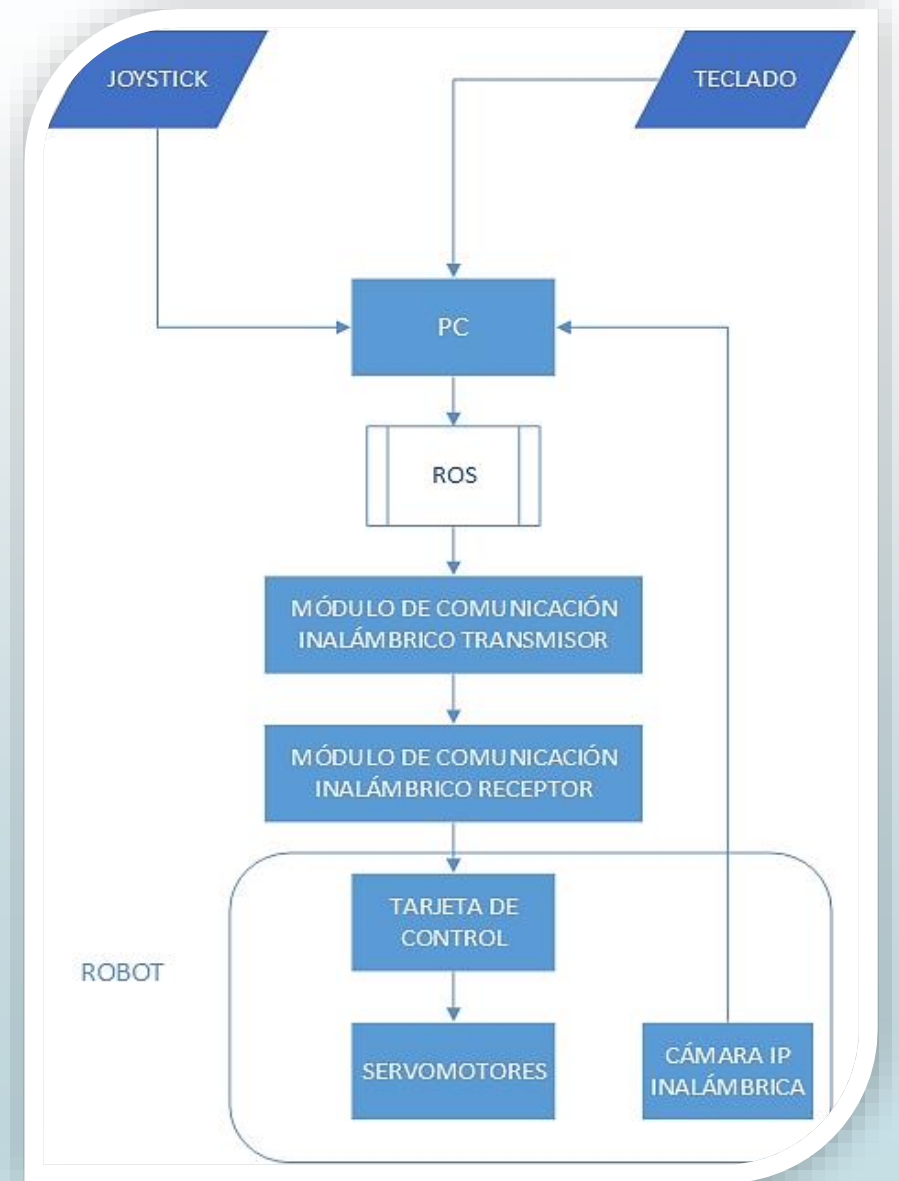 JOYSTICK
TECLADO
PC
ROS
MÓDULO DE COMUNICACIÓN
INALÁMBRICO TRANSMISOR
MÓDULO DE COMUNICACIÓN
INALÁMBRICO RECEPTOR
TARJETA DE
CONTROL
ROBOT
SERVOMOTORES
CÁMARA IP
INALÁMBRICA